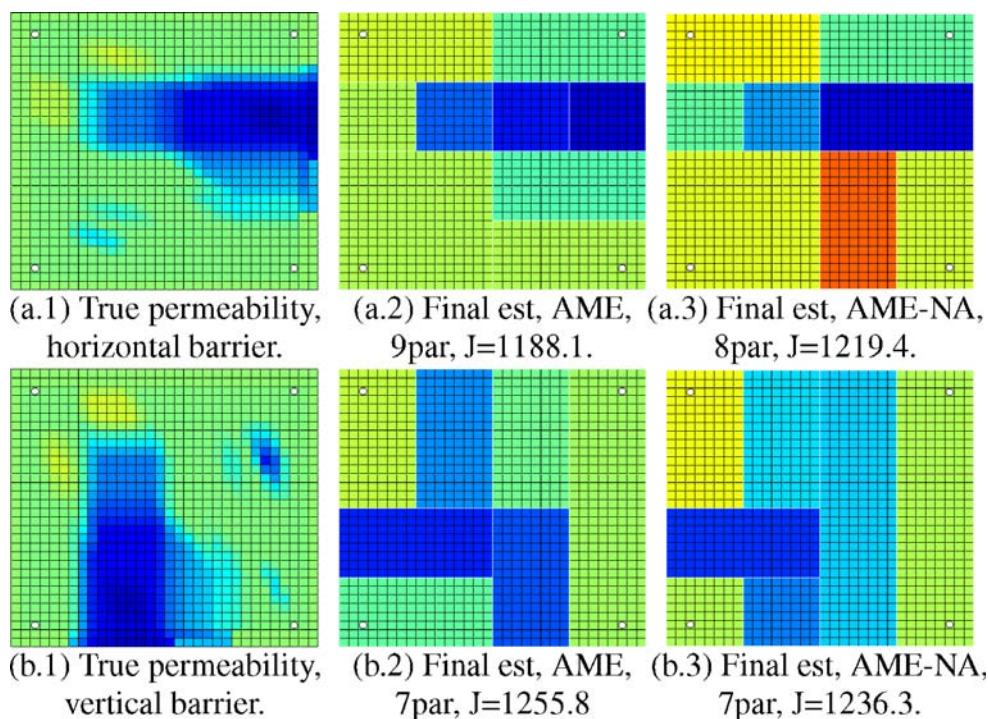 (a.1) True permeability,
horizontal barrier.
(a.2) Final est, AME,
9par, J=1188.1.
(a.3) Final est, AME-NA,
8par, J=1219.4.
(b.1) True permeability,
vertical barrier.
(b.2) Final est, AME,
7par, J=1255.8
(b.3) Final est, AME-NA,
7par, J=1236.3.